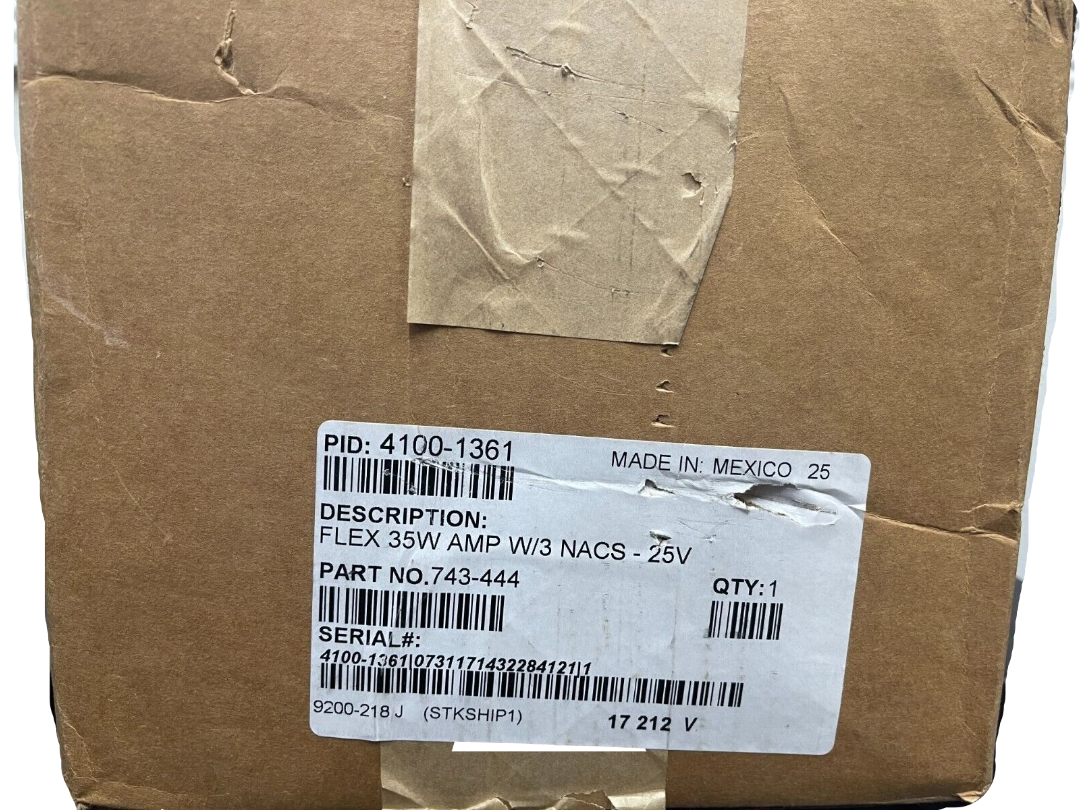 PID: 4100-1361
MADE IN: MEXICO 25
DESCRIPTION:
FLEX 35W AMP W/3 NACS - 25V
PART NO.743-444
QTY:1
SERIAL#:
4100-1361|0731171432284121|1
9200-218 J (STKSHIP1)
17 212 V